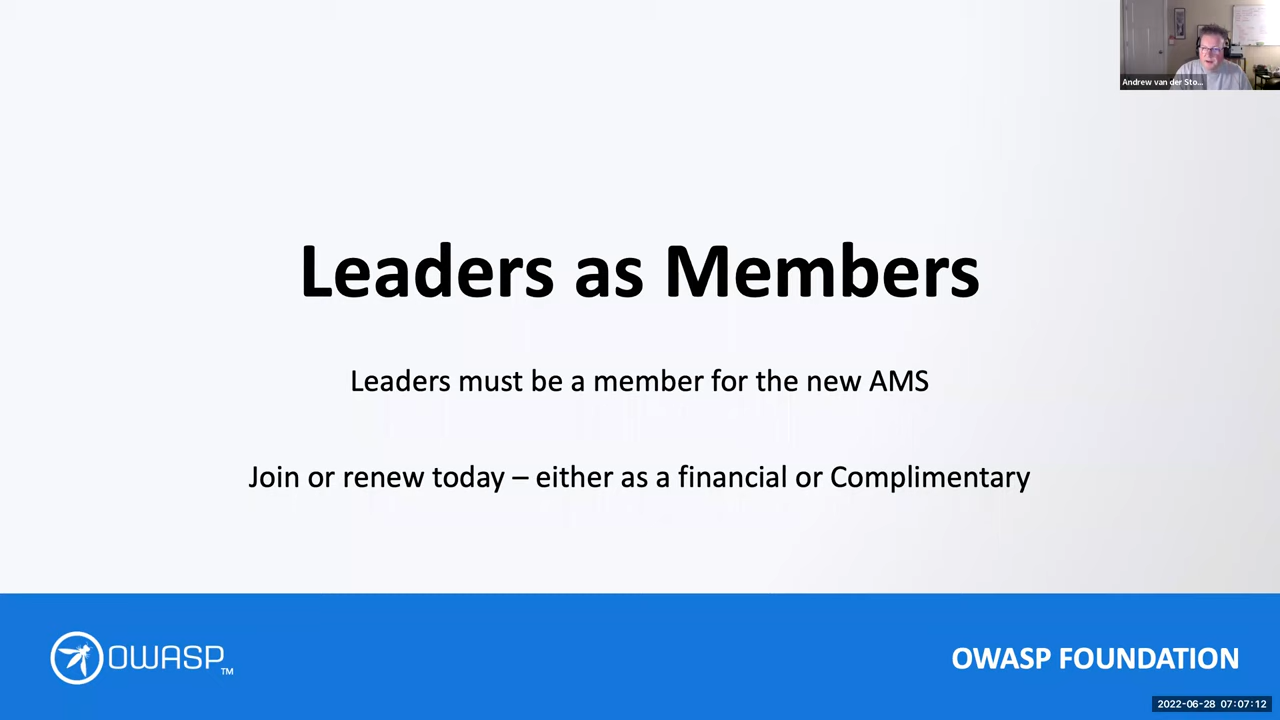 Andrew van der Sto...
Leaders as Members
Leaders must be a member for the new AMS
Join or renew today – either as a financial or Complimentary
OWASP™
OWASP FOUNDATION
2022-06-28 07:07:12